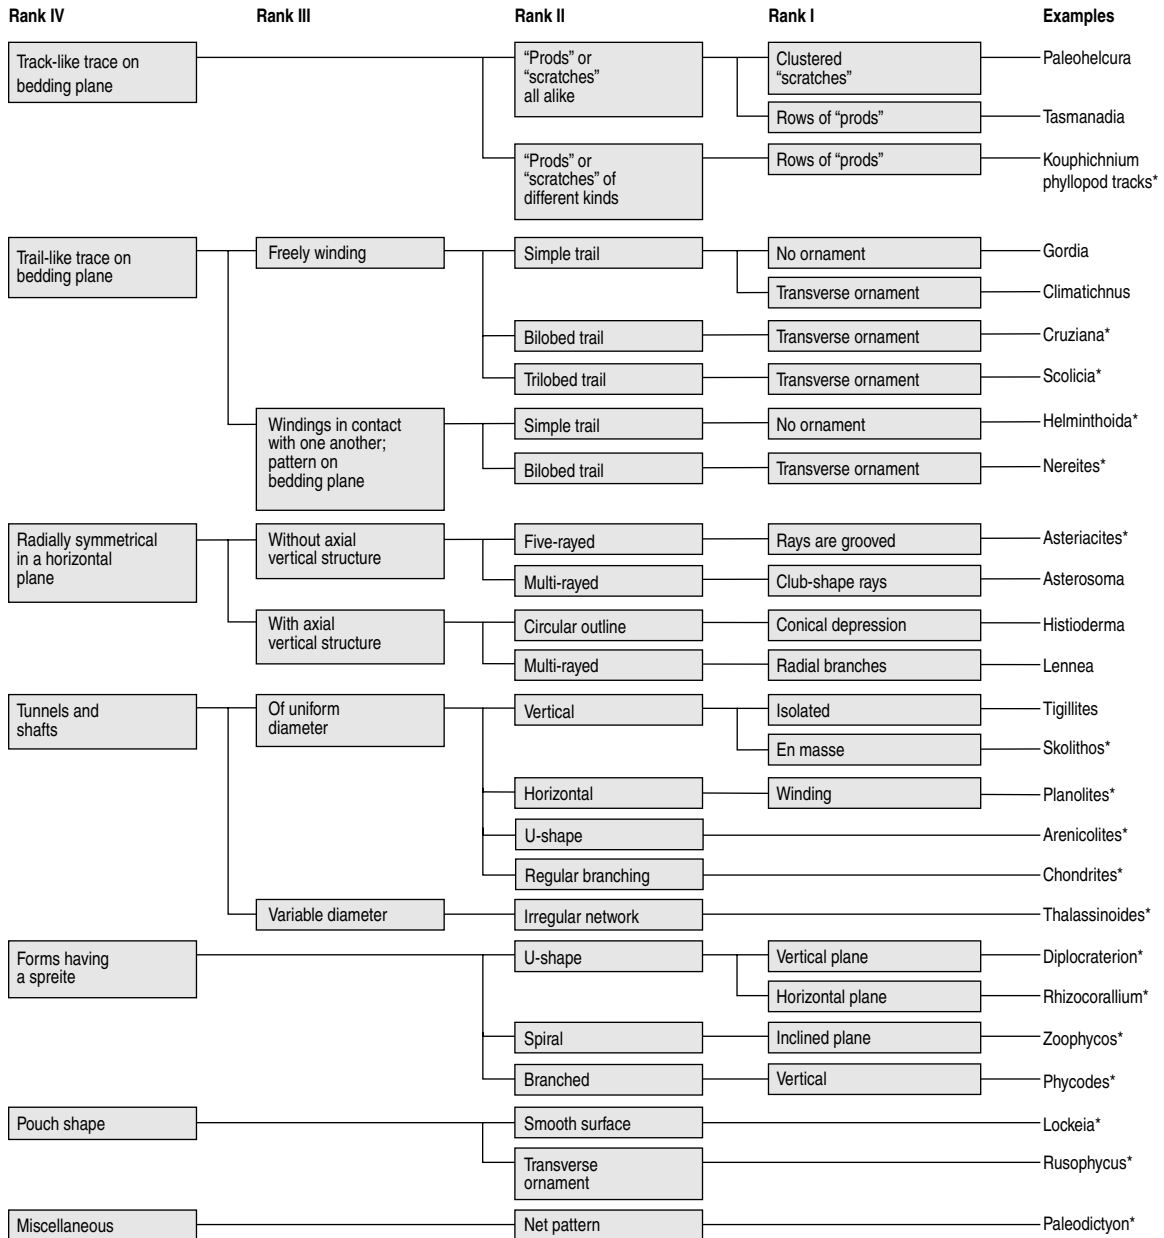 Rank IV
Rank III
Rank II
Rank I
Examples
Track-like trace on
bedding plane
“Prods” or
“scratches”
all alike
Clustered
“scratches”
Paleohelcura
Rows of “prods”
Tasmanadia
“Prods” or
“scratches” of
different kinds
Rows of “prods”
Kouphichnium
phyllopod tracks*
Trail-like trace on
bedding plane
Freely winding
Simple trail
No ornament
Gordia
Transverse ornament
Climatichnus
Bilobed trail
Transverse ornament
Cruziana*
Trilobed trail
Transverse ornament
Scolicia*
Windings in contact
with one another;
pattern on
bedding plane
Simple trail
No ornament
Helminthoida*
Bilobed trail
Transverse ornament
Nereites*
Radially symmetrical
in a horizontal
plane
Without axial
vertical structure
Five-rayed
Rays are grooved
Asteriacites*
Multi-rayed
Club-shape rays
Asterosoma
With axial
vertical structure
Circular outline
Conical depression
Histioderma
Multi-rayed
Radial branches
Lennea
Tunnels and
shafts
Of uniform
diameter
Vertical
Isolated
Tigillites
En masse
Skolithos*
Horizontal
Winding
Planolites*
U-shape
Arenicolites*
Regular branching
Chondrites*
Variable diameter
Irregular network
Thalassinoides*
Forms having
a spreite
U-shape
Vertical plane
Diplocraterion*
Horizontal plane
Rhizocorallium*
Spiral
Inclined plane
Zoophycos*
Branched
Vertical
Phycodes*
Pouch shape
Smooth surface
Lockeia*
Transverse
ornament
Rusophycus*
Miscellaneous
Net pattern
Paleodictyon*